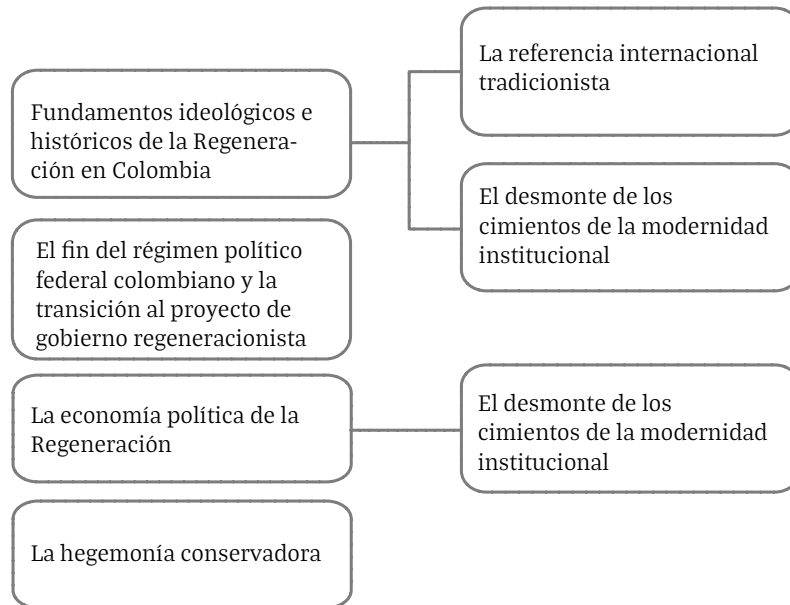 La referencia internacional
tradicionista
Fundamentos ideológicos e
históricos de la Regenera-
ción en Colombia
El desmonte de los
cimientos de la modernidad
institucional
El fin del régimen político
federal colombiano y la
transición al proyecto de
gobierno regeneracionista
La economía política de la
Regeneración
El desmonte de los
cimientos de la modernidad
institucional
La hegemonía conservadora